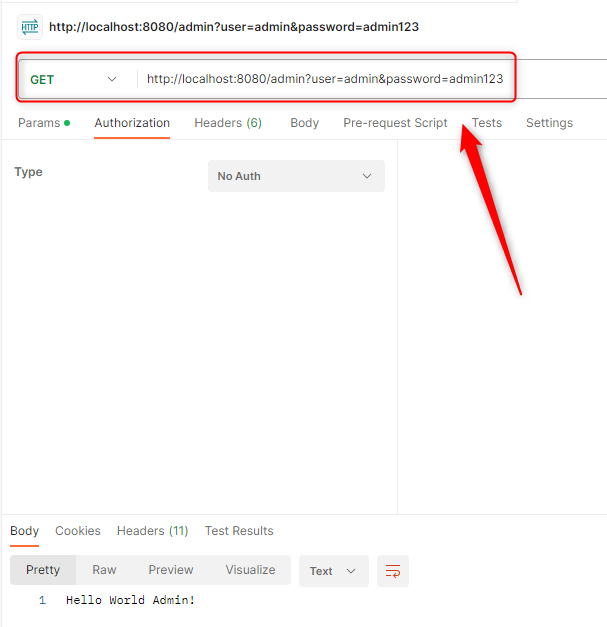 HTTP http://localhost:8080/admin?user=admin&password=admin123
GET http://localhost:8080/admin?user=admin&password=admin123
Params Authorization Headers (6) Body Pre-request Script Tests Settings
Type No Auth
Body Cookies Headers (11) Test Results
Pretty Raw Preview Visualize Text
1 Hello World Admin!